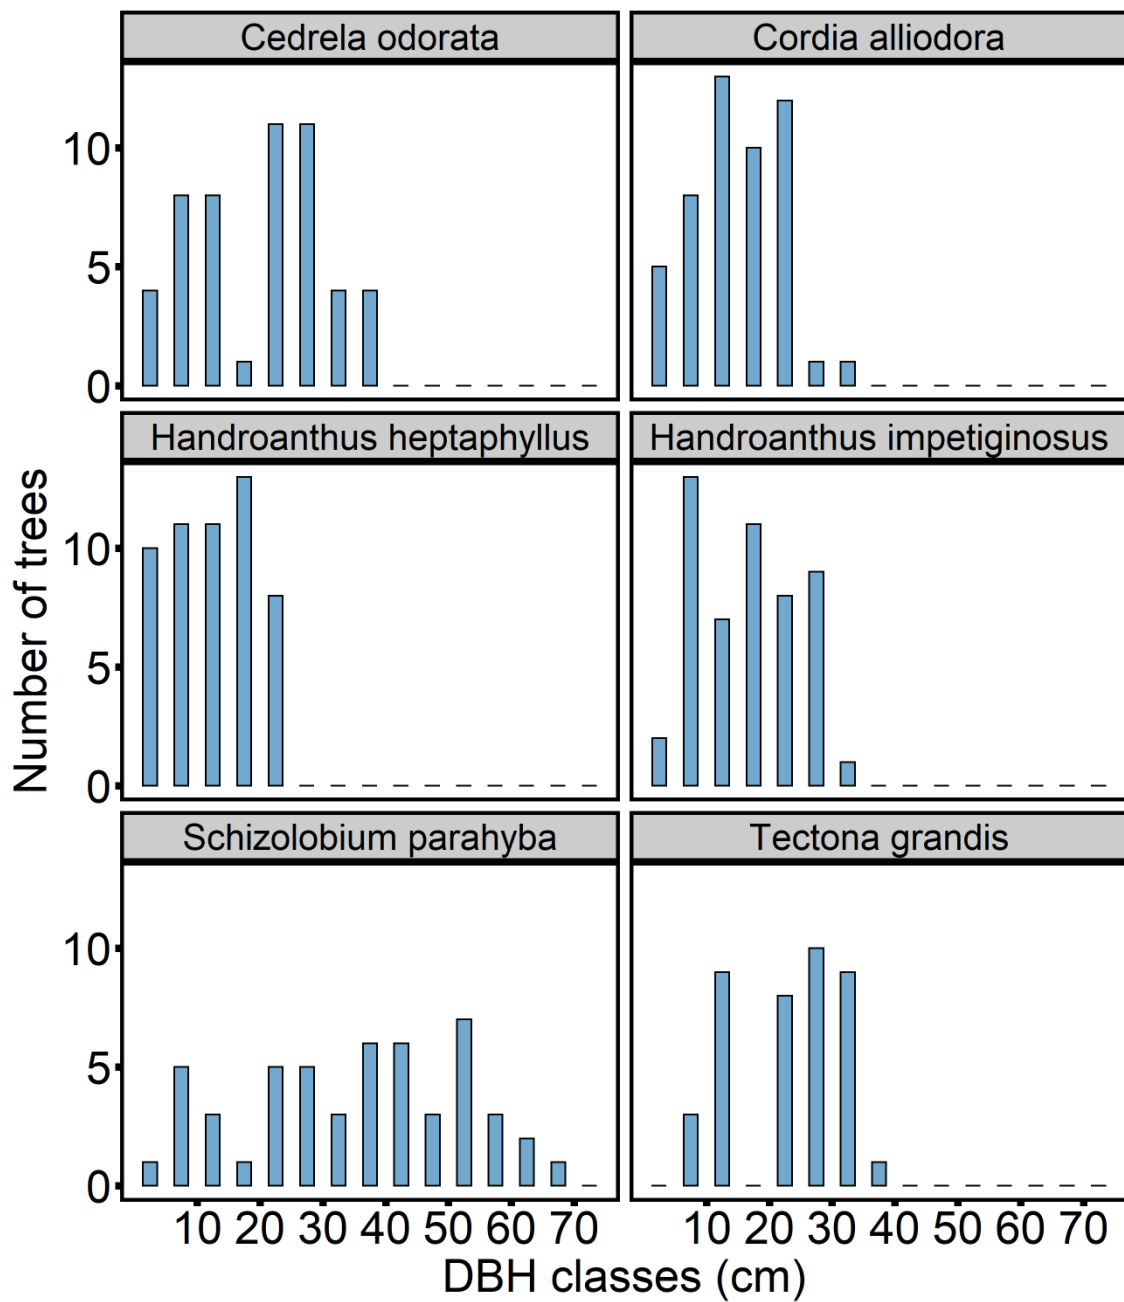 Cedrela odorata
Cordia alliodora
10
5
0
Handroanthus heptaphyllus
Handroanthus impetiginosus
10
5
0
Number of trees
Schizolobium parahyba
Tectona grandis
10
5
0
10 20 30 40 50 60 70
10 20 30 40 50 60 70
DBH classes (cm)